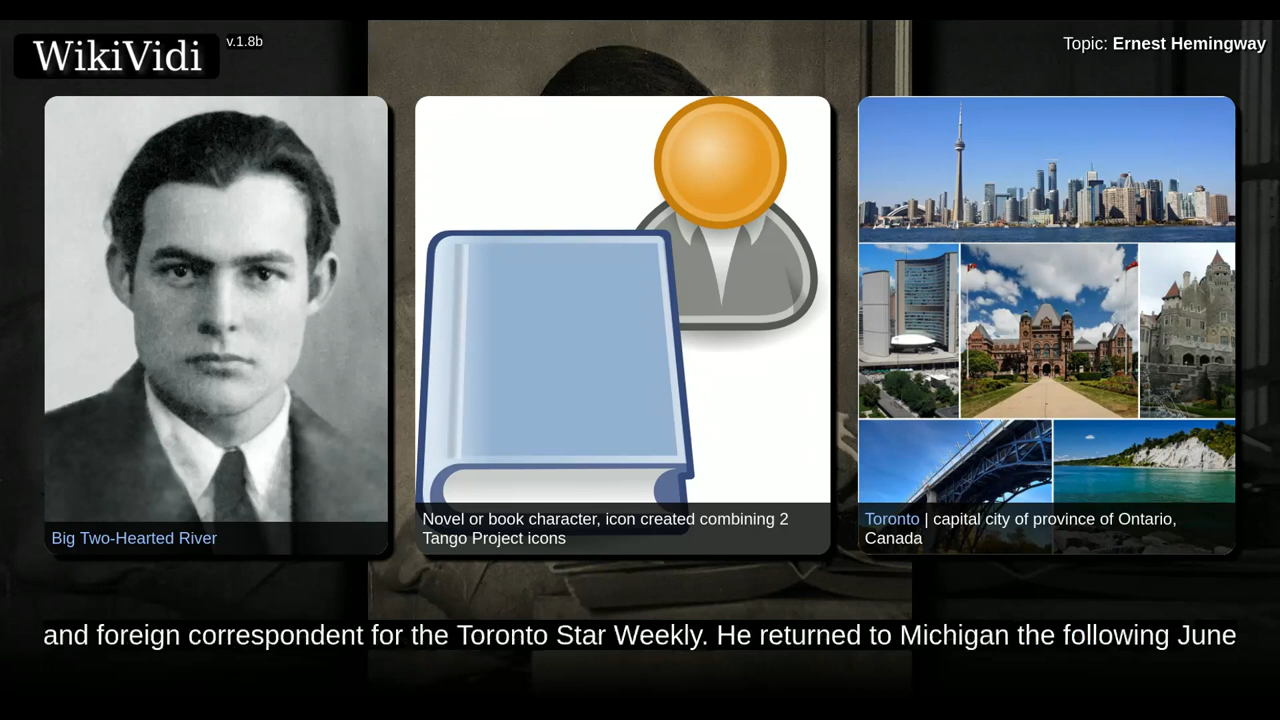 WikiVidi v.1.8b
Topic: Ernest Hemingway
Big Two-Hearted River
Novel or book character, icon created combining 2
Tango Project icons
Toronto | capital city of province of Ontario,
Canada
and foreign correspondent for the Toronto Star Weekly. He returned to Michigan the following June